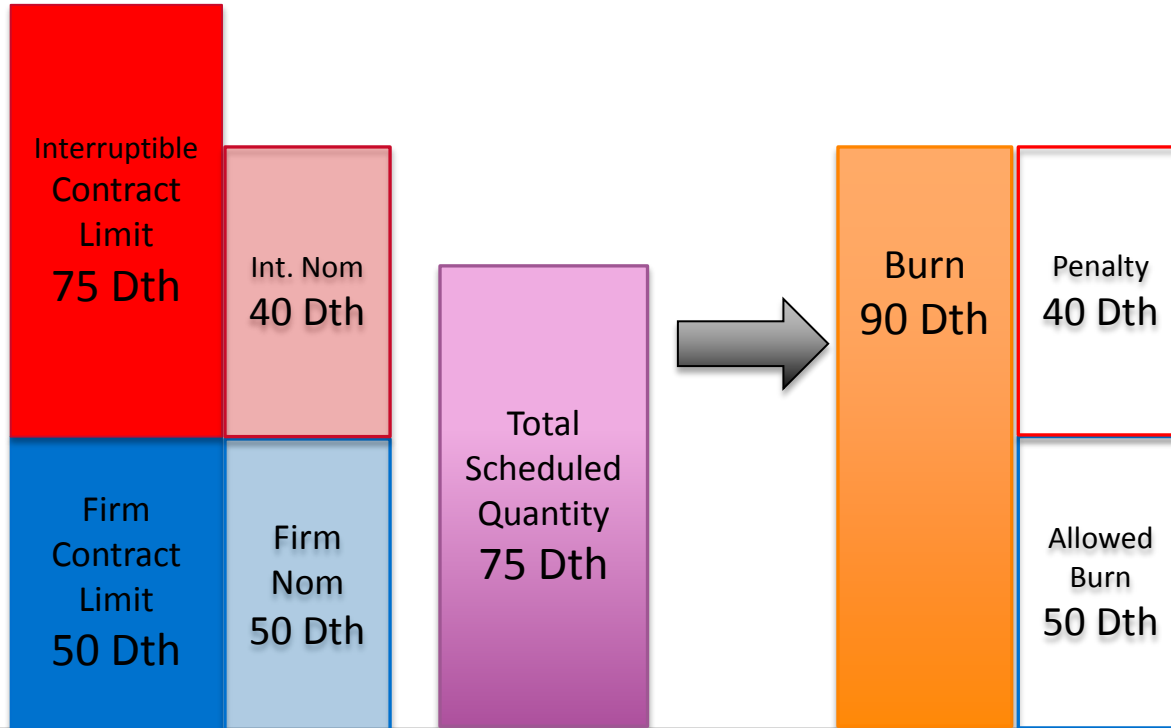 Interruptible
Contract
Limit
75 Dth
Firm
Contract
Limit
50 Dth
Int. Nom
40 Dth
Firm
Nom
50 Dth
Total
Scheduled
Quantity
75 Dth
Burn
90 Dth
Penalty
40 Dth
Allowed
Burn
50 Dth